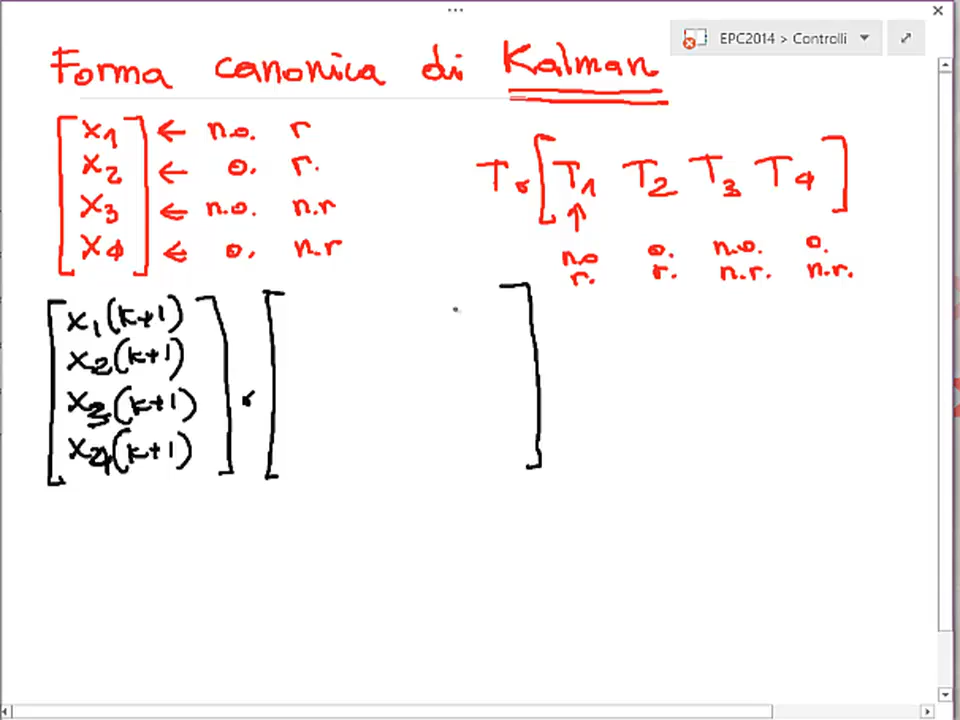 EPC2014 > Controlli
Forma canonica di Kalman
x1 ← n.o. r
x2 ← o. r.
x3 ← n.o. n.r
x4 ← o. n.r
T = [ T1 T2 T3 T4 ]
↑
n.o o. n.o. o.
r. r. n.r. n.r.
x1(k+1)
x2(k+1)
x3(k+1)
x4(k+1)
=